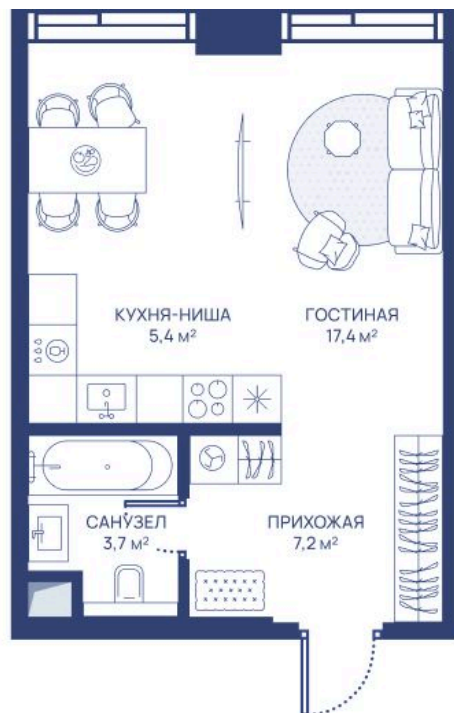 КУХНЯ-НИША
5,4 м²
ГОСТИНАЯ
17,4 м²
САНУЗЕЛ
3,7 м²
ПРИХОЖАЯ
7,2 м²